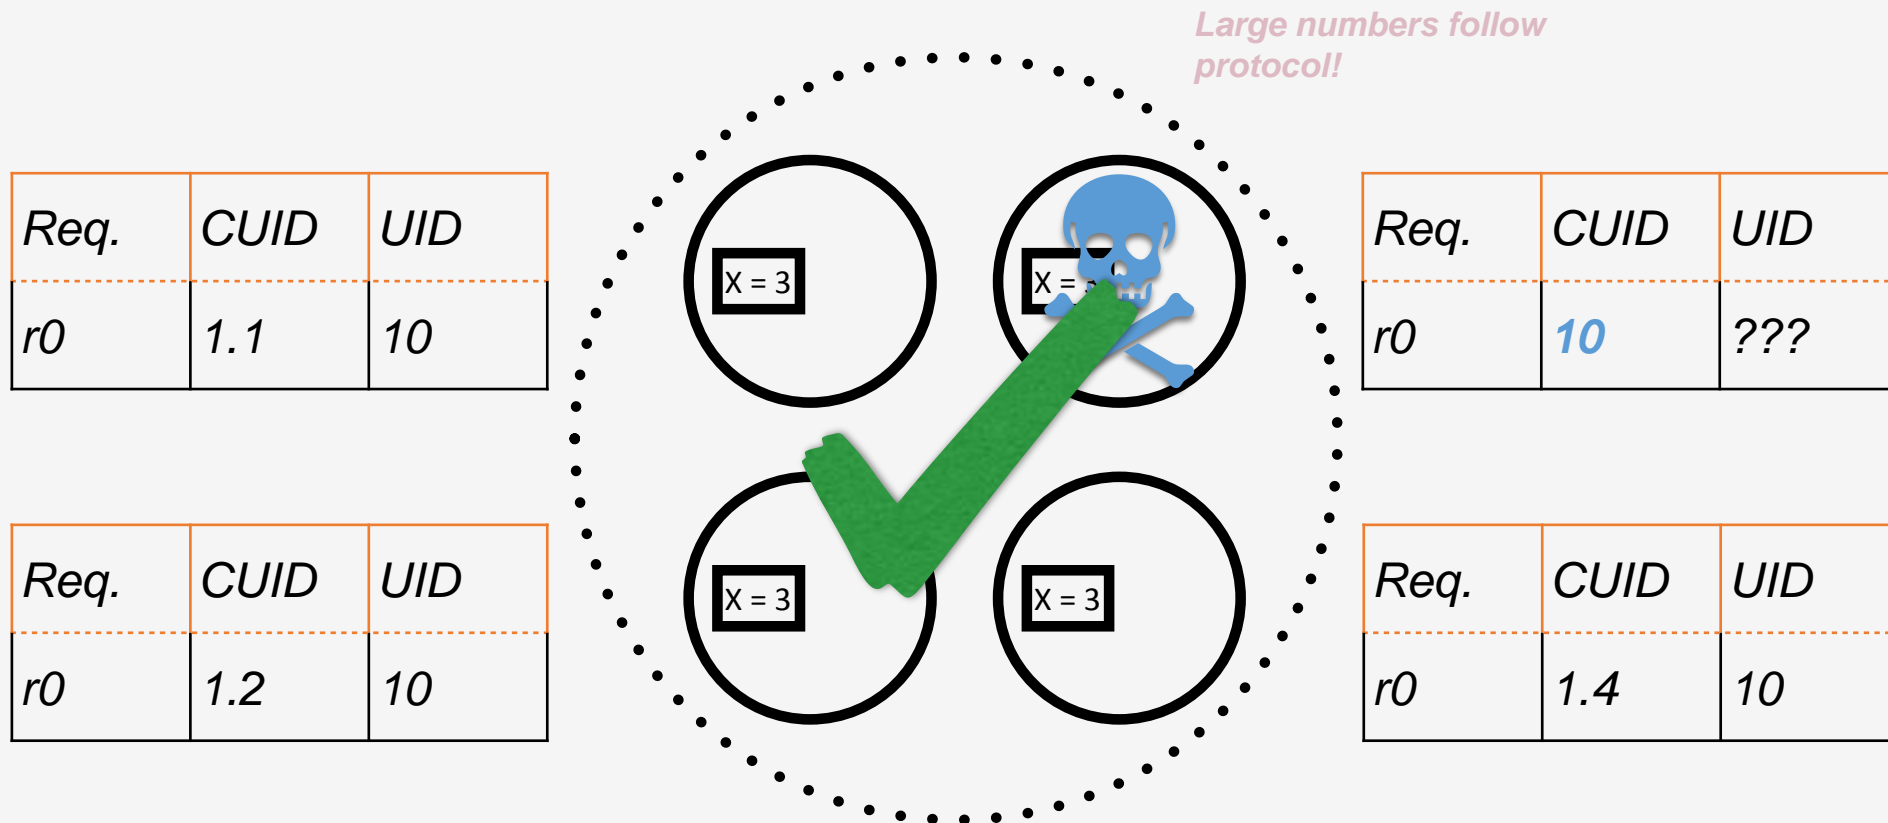 Large numbers follow
protocol!
Req. CUID UID
r0 1.1 10
X = 3
X =
Req. CUID UID
r0 10 ???
Req. CUID UID
r0 1.2 10
X = 3
X = 3
Req. CUID UID
r0 1.4 10